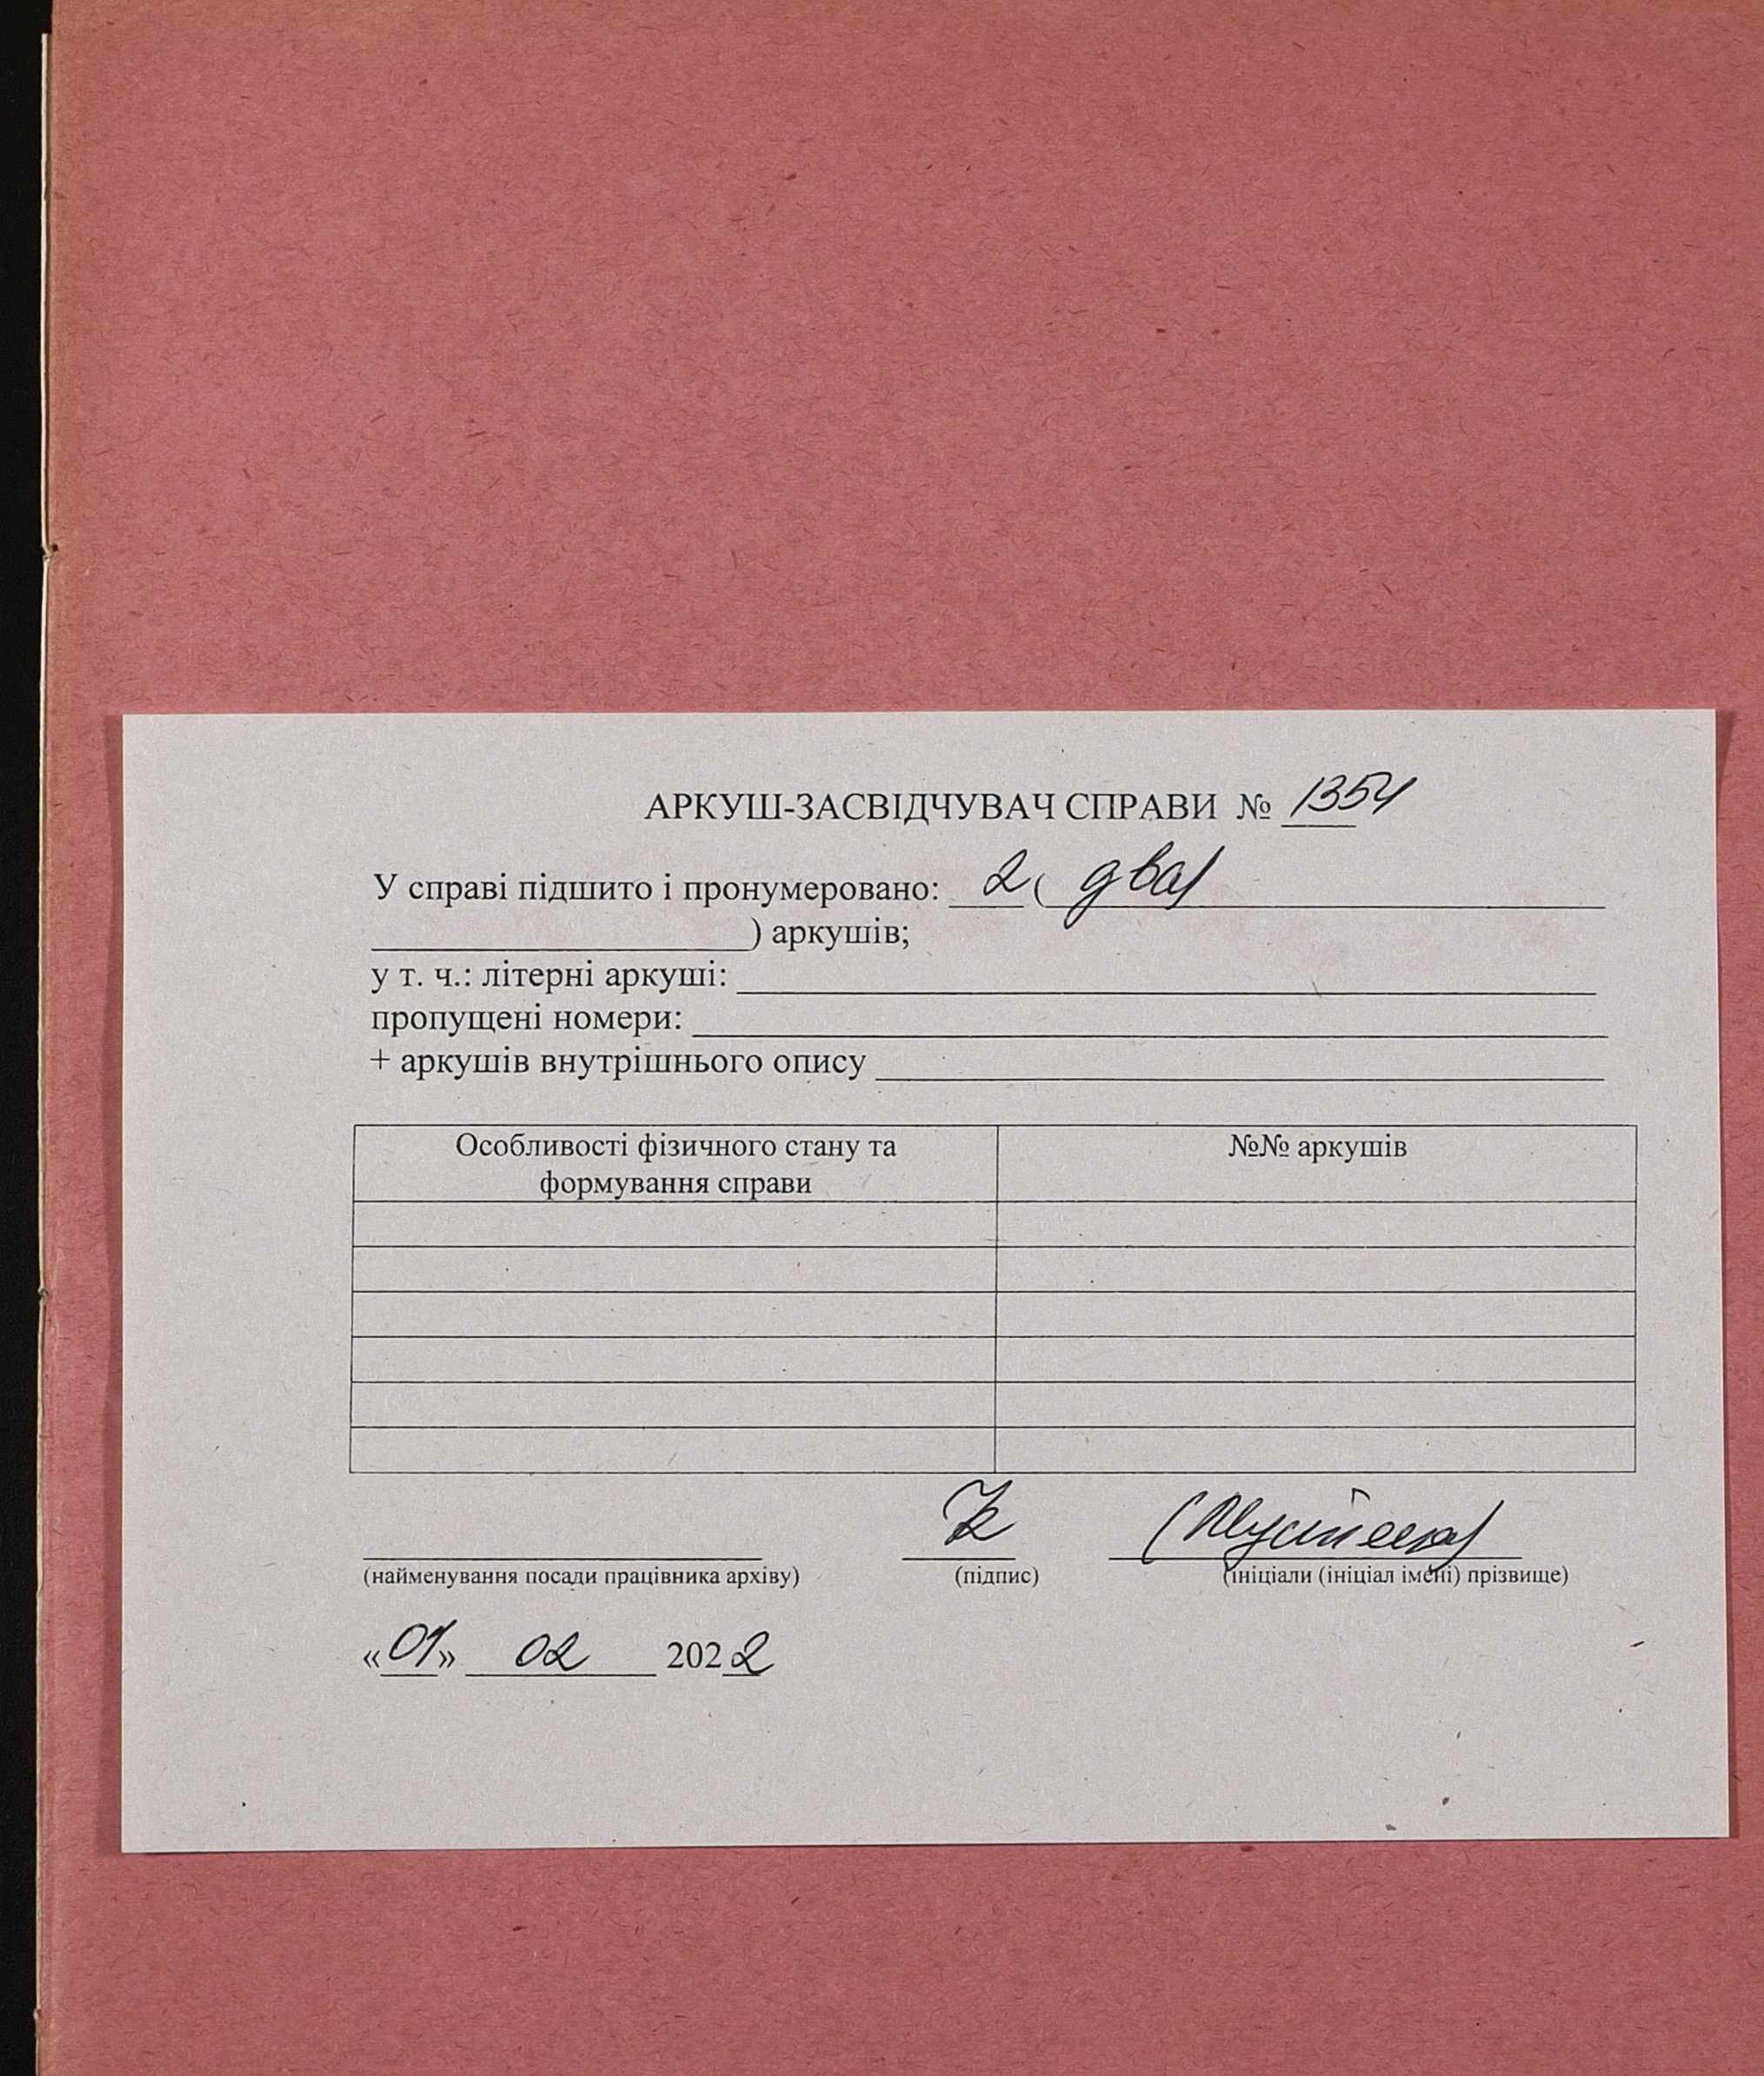 АРКУШ-ЗАСВІДЧУВАЧ СПРАВИ № 1354
У справі підшито і пронумеровано: 2 ( два)
) аркушів;
у т. ч.: літерні аркуші:
пропущені номери:
+ аркушів внутрішнього опису
Особливості фізичного стану та №№ аркушів
формування справи
(найменування посади працівника архіву) (підпис) (ініціали (ініціал імені) прізвище)
«01» 02 2022